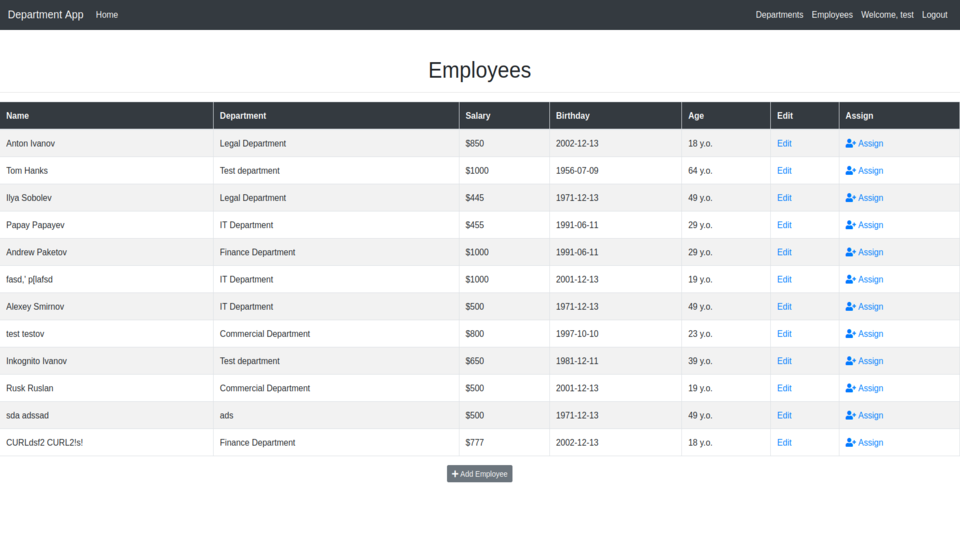 Department App Home Departments Employees Welcome, test Logout
Employees
Name Department Salary Birthday Age Edit Assign
Anton Ivanov Legal Department $850 2002-12-13 18 y.o. Edit Assign
Tom Hanks Test department $1000 1956-07-09 64 y.o. Edit Assign
Ilya Sobolev Legal Department $445 1971-12-13 49 y.o. Edit Assign
Papay Papayev IT Department $455 1991-06-11 29 y.o. Edit Assign
Andrew Paketov Finance Department $1000 1991-06-11 29 y.o. Edit Assign
fasd,' p[lafsd IT Department $1000 2001-12-13 19 y.o. Edit Assign
Alexey Smirnov IT Department $500 1971-12-13 49 y.o. Edit Assign
test testov Commercial Department $800 1997-10-10 23 y.o. Edit Assign
Inkognito Ivanov Test department $650 1981-12-11 39 y.o. Edit Assign
Rusk Ruslan Commercial Department $500 2001-12-13 19 y.o. Edit Assign
sda adssad ads $500 1971-12-13 49 y.o. Edit Assign
CURLdsf2 CURL2!s! Finance Department $777 2002-12-13 18 y.o. Edit Assign
Add Employee